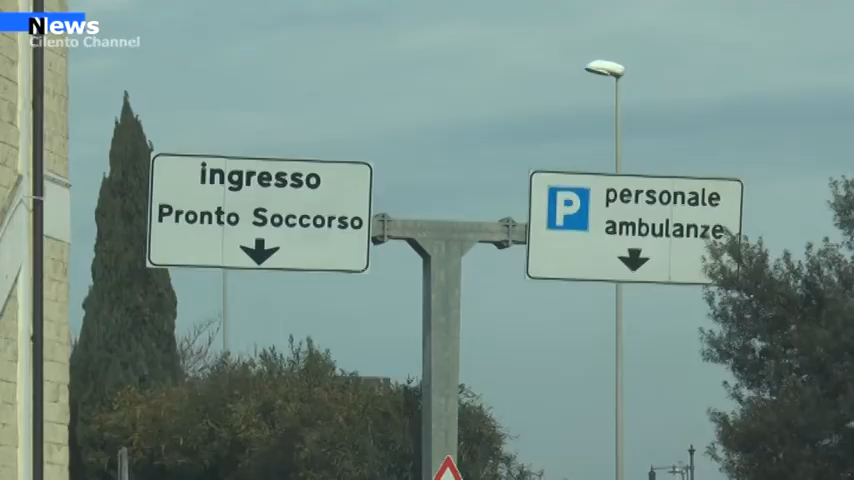 News
Cilento Channel
ingresso
Pronto Soccorso
P
personale
ambulanze